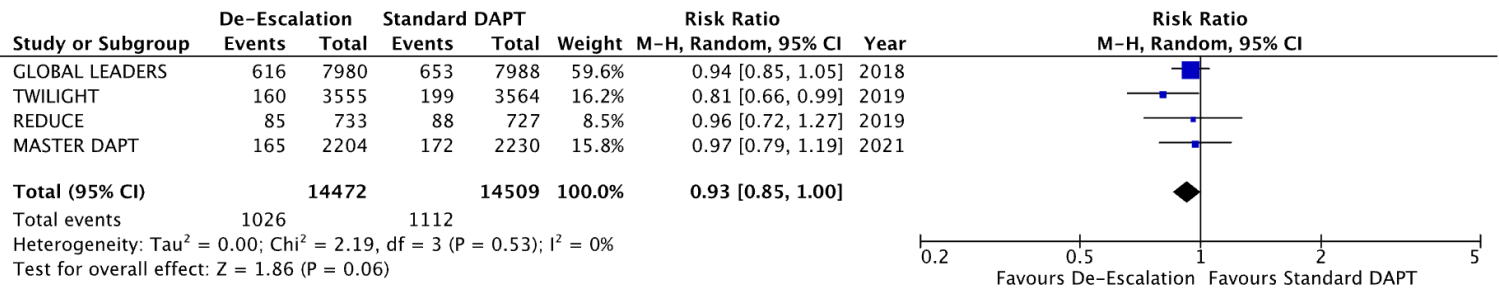 De-Escalation Standard DAPT Risk Ratio Risk Ratio
Study or Subgroup Events Total Events Total Weight M-H, Random, 95% CI Year M-H, Random, 95% CI
GLOBAL LEADERS 616 7980 653 7988 59.6% 0.94 [0.85, 1.05] 2018
TWILIGHT 160 3555 199 3564 16.2% 0.81 [0.66, 0.99] 2019
REDUCE 85 733 88 727 8.5% 0.96 [0.72, 1.27] 2019
MASTER DAPT 165 2204 172 2230 15.8% 0.97 [0.79, 1.19] 2021
Total (95% CI) 14472 14509 100.0% 0.93 [0.85, 1.00]
Total events 1026 1112
Heterogeneity: Tau² = 0.00; Chi² = 2.19, df = 3 (P = 0.53); I² = 0%
Test for overall effect: Z = 1.86 (P = 0.06)
0.2 0.5 1 2 5
Favours De-Escalation Favours Standard DAPT